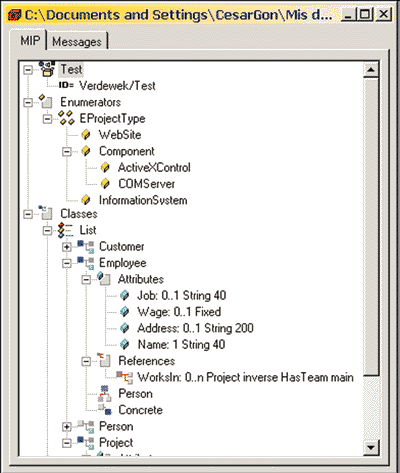 C:\Documents and Settings\CesarGon\Mis d...
MIP Messages
Test
ID= Verdewek/Test
Enumerators
EProjectType
WebSite
Component
ActiveXControl
COMServer
InformationSystem
Classes
List
Customer
Employee
Attributes
Job: 0..1 String 40
Wage: 0..1 Fixed
Address: 0..1 String 200
Name: 1 String 40
References
WorksIn: 0..n Project inverse HasTeam main
Person
Concrete
Person
Project